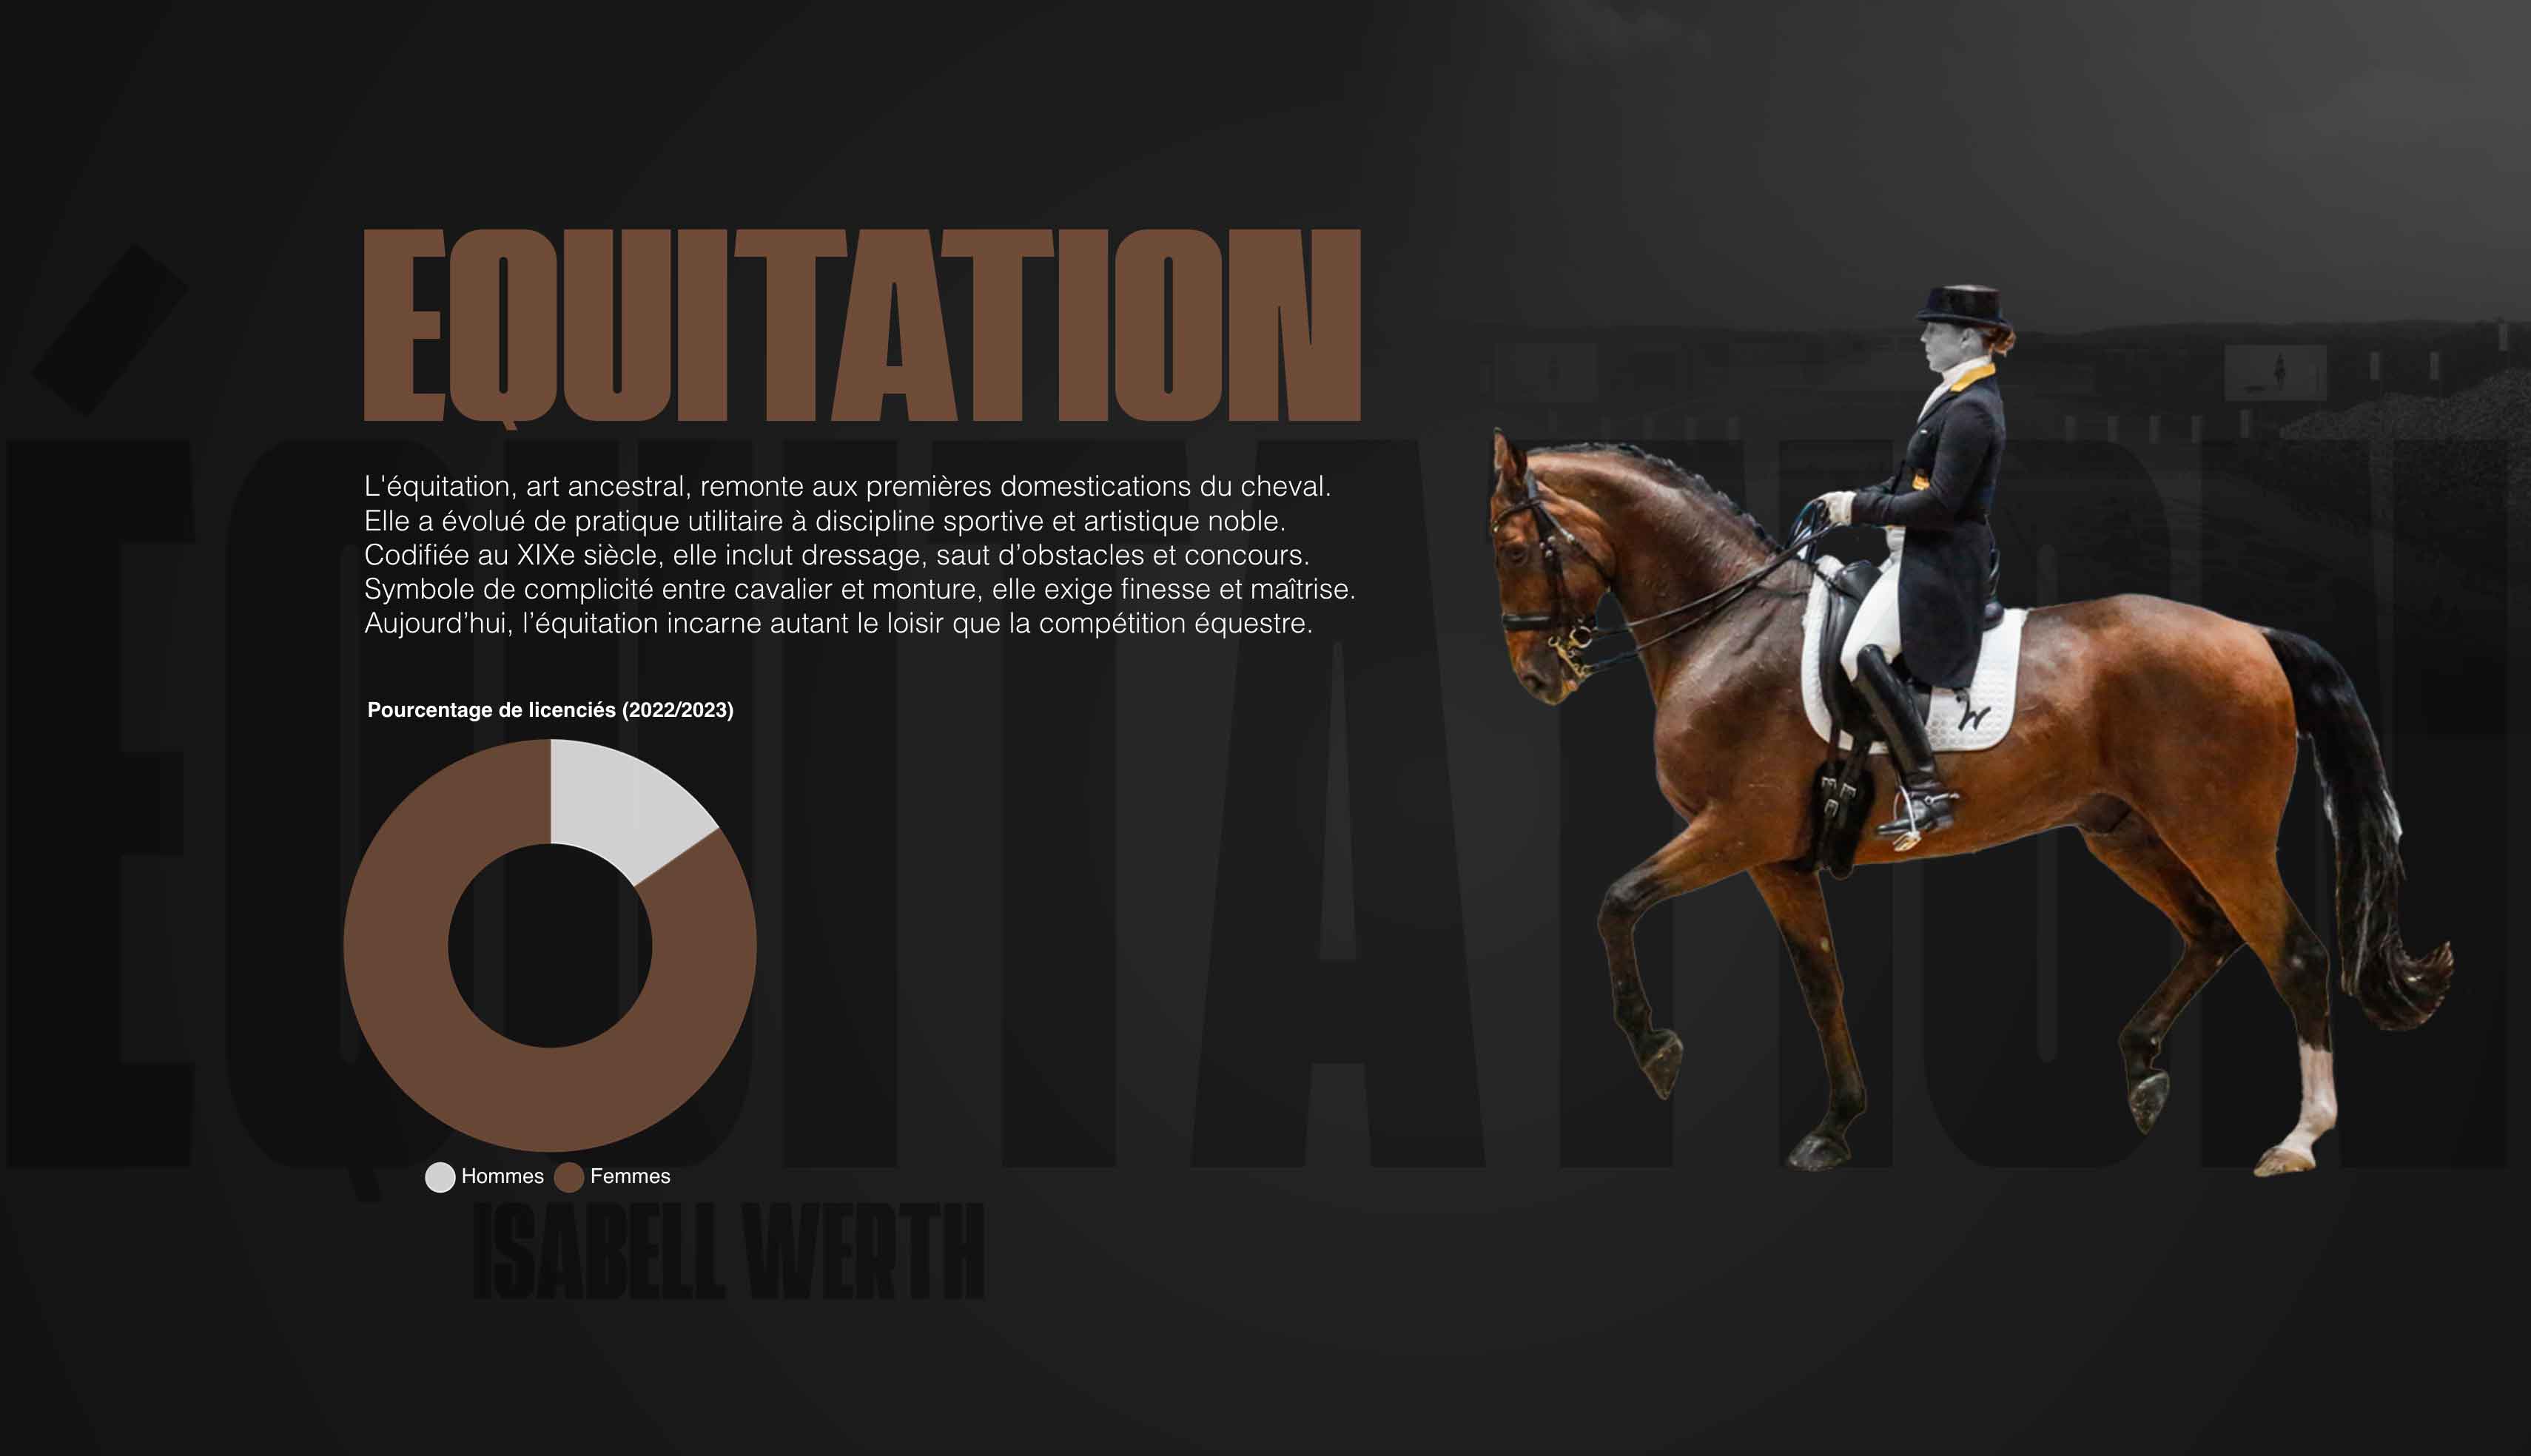 EQUITATION
ÉQUITATION
L'équitation, art ancestral, remonte aux premières domestications du cheval.
Elle a évolué de pratique utilitaire à discipline sportive et artistique noble.
Codifiée au XIXe siècle, elle inclut dressage, saut d’obstacles et concours.
Symbole de complicité entre cavalier et monture, elle exige finesse et maîtrise.
Aujourd’hui, l’équitation incarne autant le loisir que la compétition équestre.
Pourcentage de licenciés (2022/2023)
Hommes
Femmes
ISABELL WERTH
W